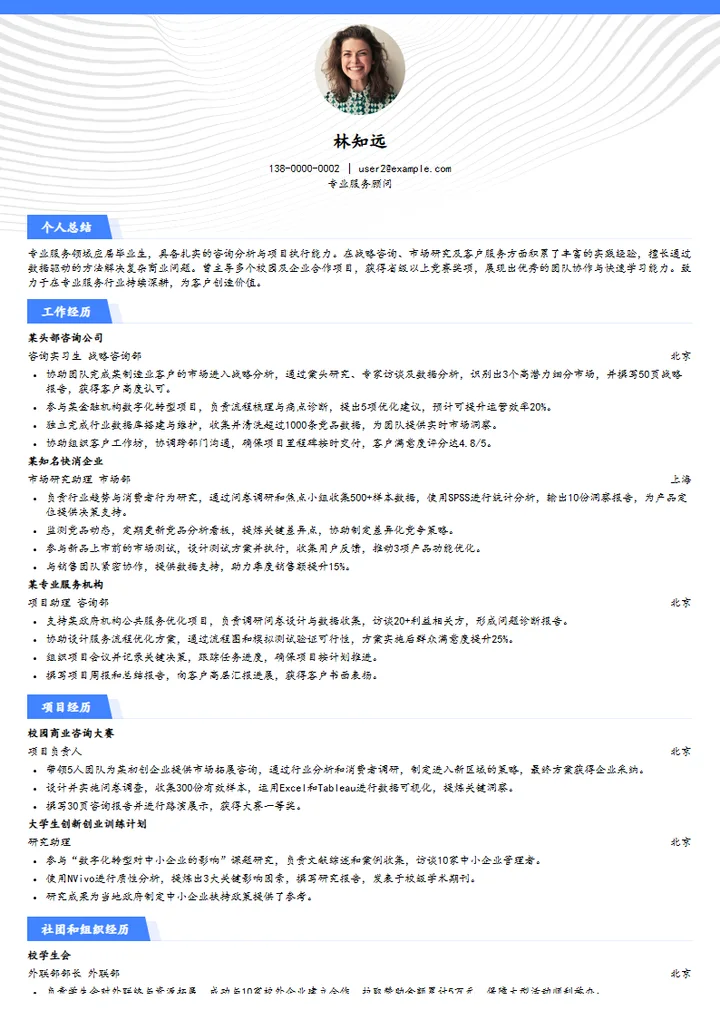 林知远
138-0000-0002 | user2@example.com
专业服务顾问
个人总结
专业服务领域应届毕业生，具备扎实的咨询分析与项目执行能力。在战略咨询、市场研究及客户服务方面积累了丰富的实践经验，擅长通过
数据驱动的方法解决复杂商业问题。曾主导多个校园及企业合作项目，获得省级以上竞赛奖项，展现出优秀的团队协作与快速学习能力。致
力于在专业服务行业持续深耕，为客户创造价值。
工作经历
某头部咨询公司
咨询实习生 战略咨询部 北京
• 协助团队完成某制造业客户的市场进入战略分析，通过案头研究、专家访谈及数据分析，识别出3个高潜力细分市场，并撰写50页战略
报告，获得客户高度认可。
• 参与某金融机构数字化转型项目，负责流程梳理与痛点诊断，提出5项优化建议，预计可提升运营效率20%。
• 独立完成行业数据库搭建与维护，收集并清洗超过1000条竞品数据，为团队提供实时市场洞察。
• 协助组织客户工作坊，协调跨部门沟通，确保项目里程碑按时交付，客户满意度评分达4.8/5。
某知名快消企业
市场研究助理 市场部 上海
• 负责行业趋势与消费者行为研究，通过问卷调研和焦点小组收集500+样本数据，使用SPSS进行统计分析，输出10份洞察报告，为产品定
位提供决策支持。
• 监测竞品动态，定期更新竞品分析看板，提炼关键差异点，协助制定差异化竞争策略。
• 参与新品上市前的市场测试，设计测试方案并执行，收集用户反馈，推动3项产品功能优化。
• 与销售团队紧密协作，提供数据支持，助力季度销售额提升15%。
某专业服务机构
项目助理 咨询部 北京
• 支持某政府机构公共服务优化项目，负责调研问卷设计与数据收集，访谈20+利益相关方，形成问题诊断报告。
• 协助设计服务流程优化方案，通过流程图和模拟测试验证可行性，方案实施后群众满意度提升25%。
• 组织项目会议并记录关键决策，跟踪任务进度，确保项目按计划推进。
• 撰写项目周报和总结报告，向客户高层汇报进展，获得客户书面表扬。
项目经历
校园商业咨询大赛
项目负责人 北京
• 带领5人团队为某初创企业提供市场拓展咨询，通过行业分析和消费者调研，制定进入新区域的策略，最终方案获得企业采纳。
• 设计并实施问卷调查，收集300份有效样本，运用Excel和Tableau进行数据可视化，提炼关键洞察。
• 撰写30页咨询报告并进行路演展示，获得大赛一等奖。
大学生创新创业训练计划
研究助理 北京
• 参与“数字化转型对中小企业的影响”课题研究，负责文献综述和案例收集，访谈10家中小企业管理者。
• 使用NVivo进行质性分析，提炼出3大关键影响因素，撰写研究报告，发表于校级学术期刊。
• 研究成果为当地政府制定中小企业扶持政策提供了参考。
社团和组织经历
校学生会
外联部部长 外联部 北京
• 负责学生会对外联络与资源拓展，成功与10家校外企业建立合作，拉取赞助金额累计5万元，保障大型活动顺利举办。